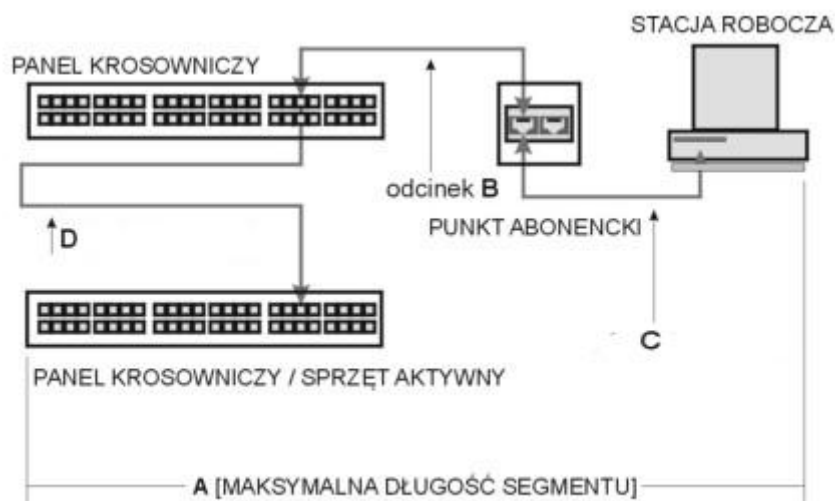 STACJA ROBOCZA
PANEL KROSOWNICZY
odcinek B
PUNKT ABONENCKI
D
C
PANEL KROSOWNICZY / SPRZĘT AKTYWNY
A [MAKSYMALNA DŁUGOŚĆ SEGMENTU]